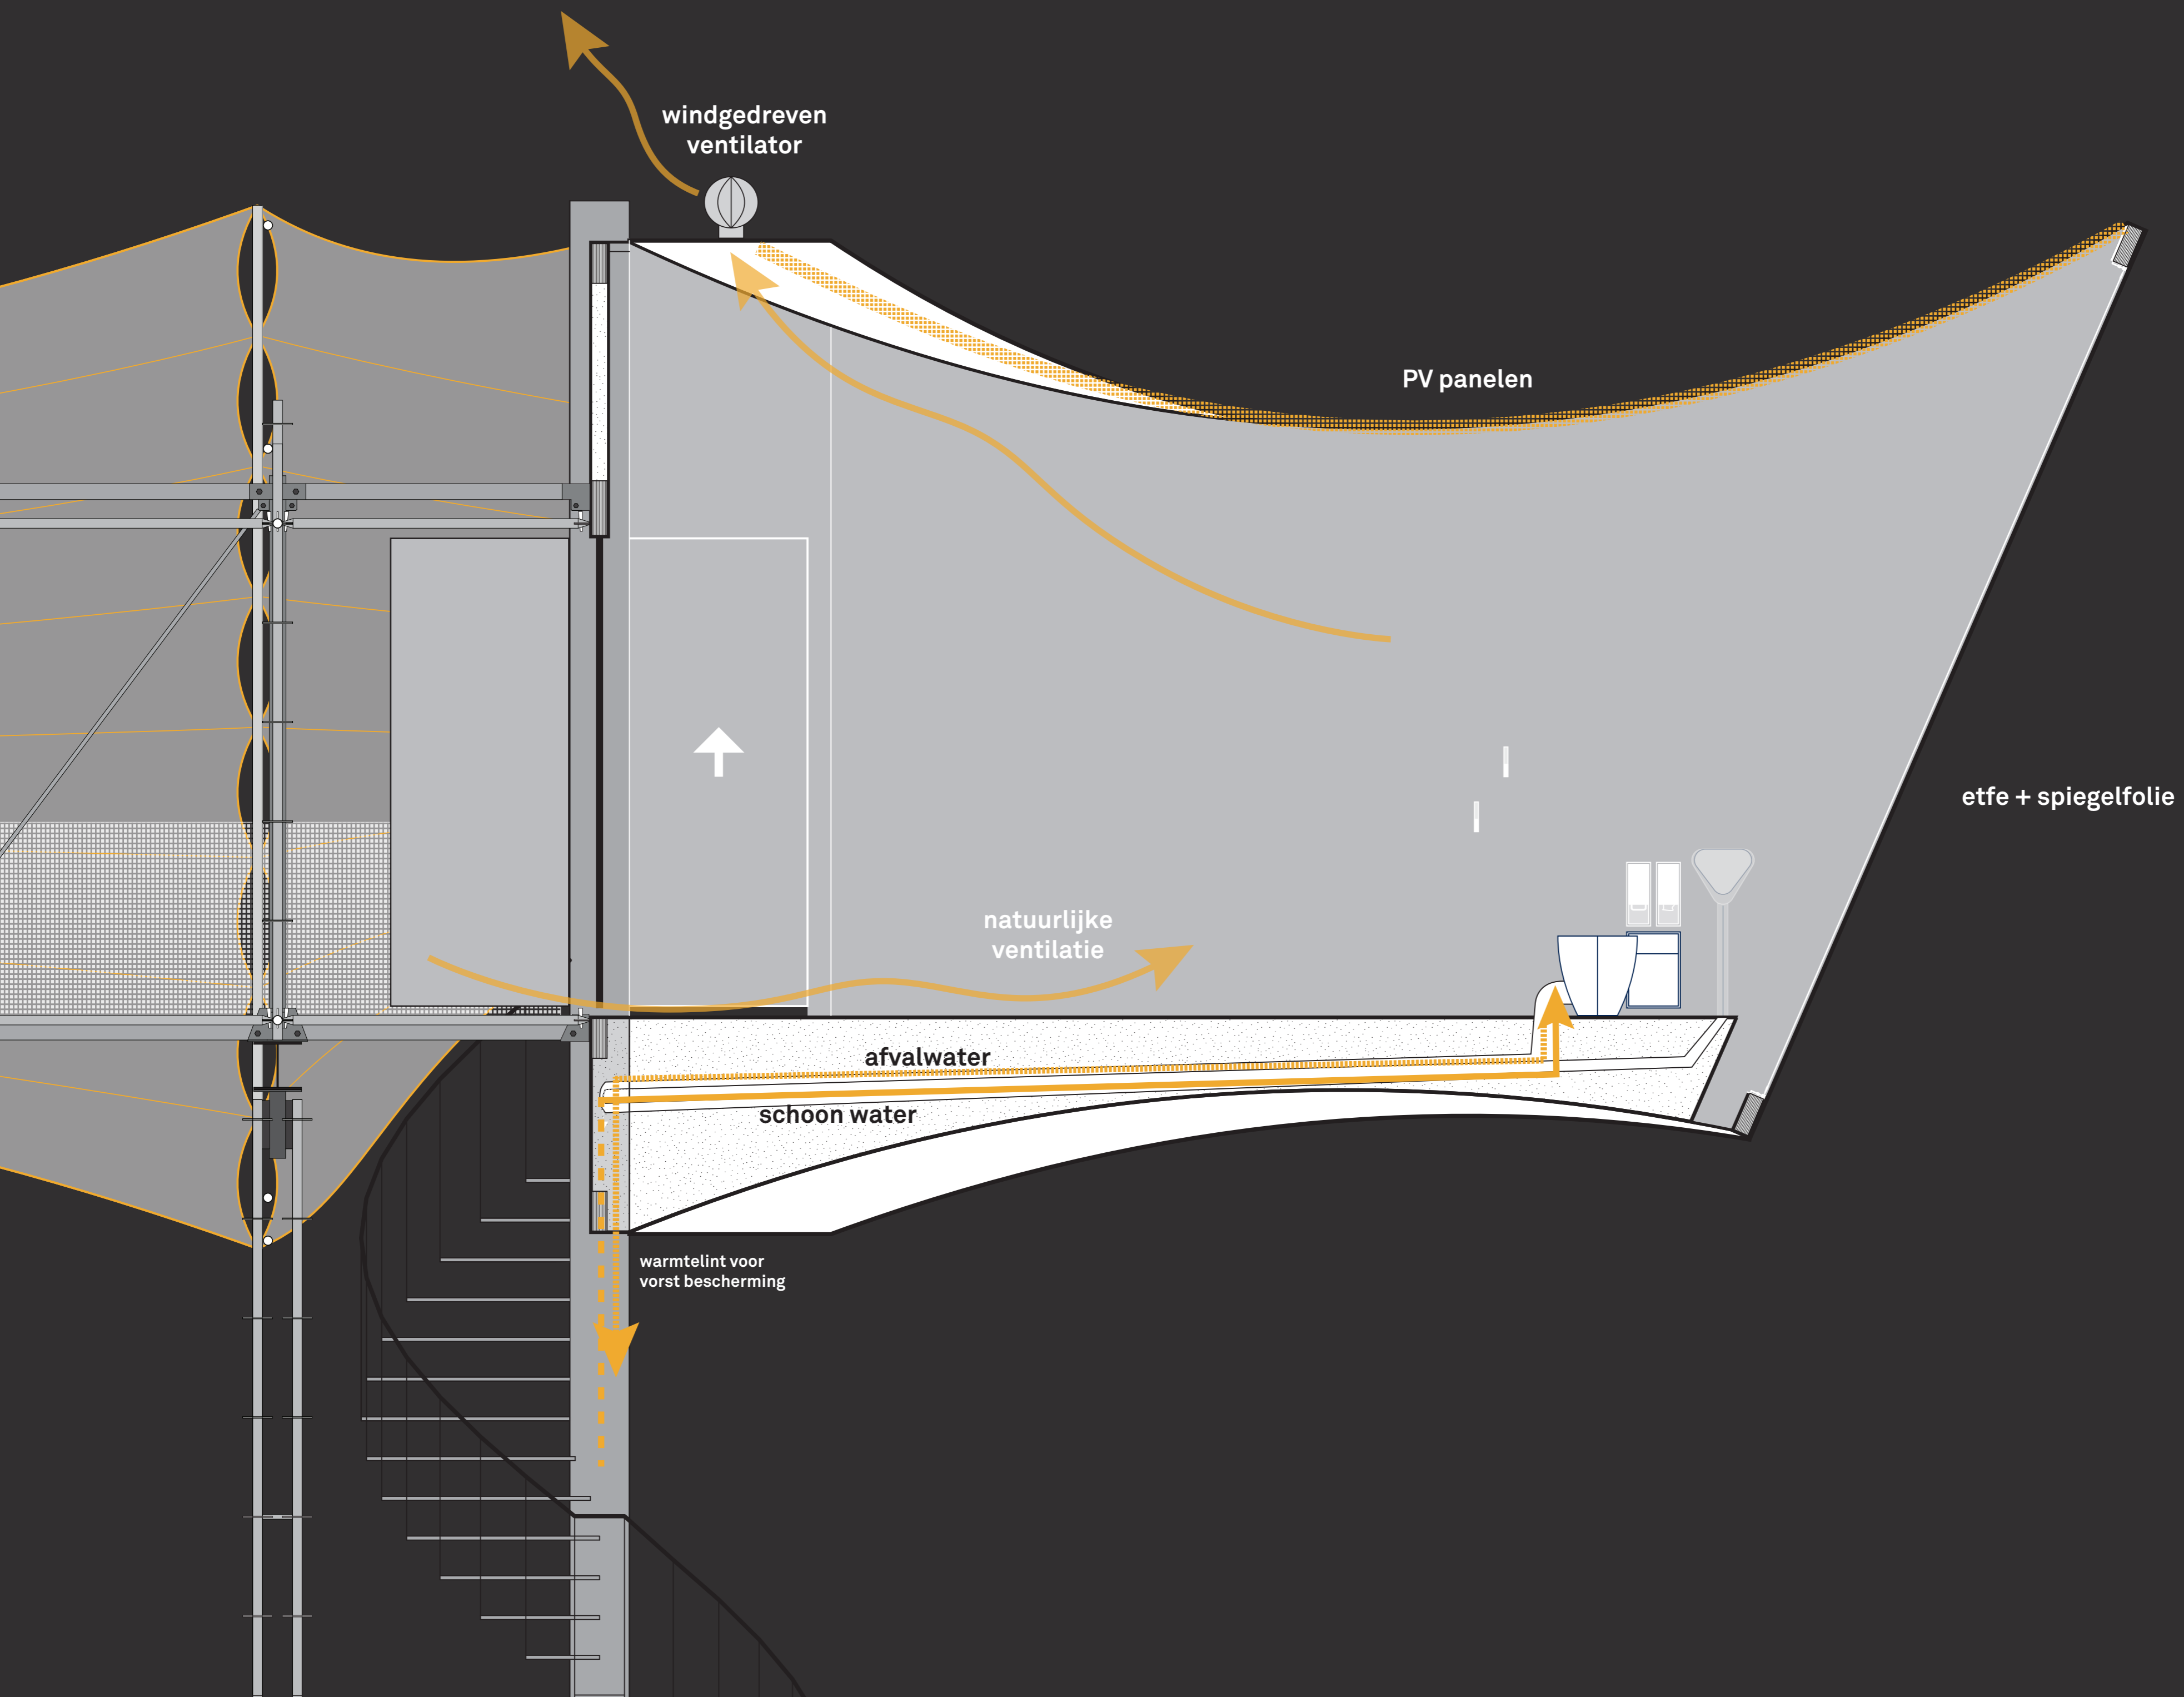 windgedreven
ventilator
PV panelen
etfe + spiegelfolie
natuurlijke
ventilatie
afvalwater
schoon water
warmtelint voor
vorst bescherming